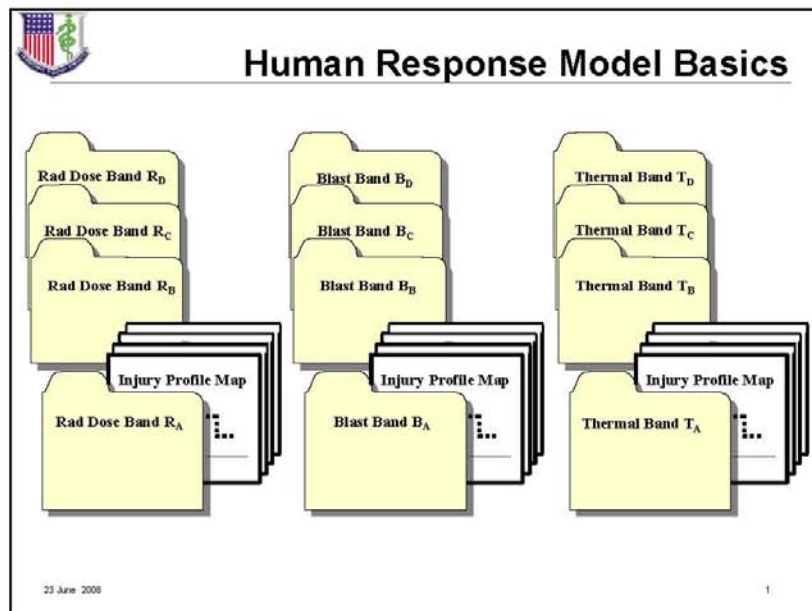 Human Response Model Basics
Rad Dose Band R_D
Blast Band B_D
Thermal Band T_D
Rad Dose Band R_C
Blast Band B_C
Thermal Band T_C
Rad Dose Band R_B
Blast Band B_B
Thermal Band T_B
Injury Profile Map
Injury Profile Map
Injury Profile Map
Rad Dose Band R_A
Blast Band B_A
Thermal Band T_A
23 June 2008
1